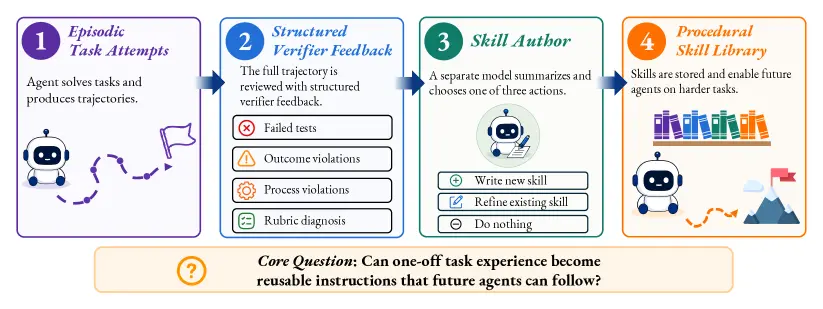 1
Episodic
Task Attempts
Agent solves tasks and
produces trajectories.
2
Structured
Verifier Feedback
The full trajectory is
reviewed with structured
verifier feedback.
Failed tests
Outcome violations
Process violations
Rubric diagnosis
3
Skill Author
A separate model summarizes and
chooses one of three actions.
Write new skill
Refine existing skill
Do nothing
4
Procedural
Skill Library
Skills are stored and enable future
agents on harder tasks.
Core Question: Can one-off task experience become
reusable instructions that future agents can follow?